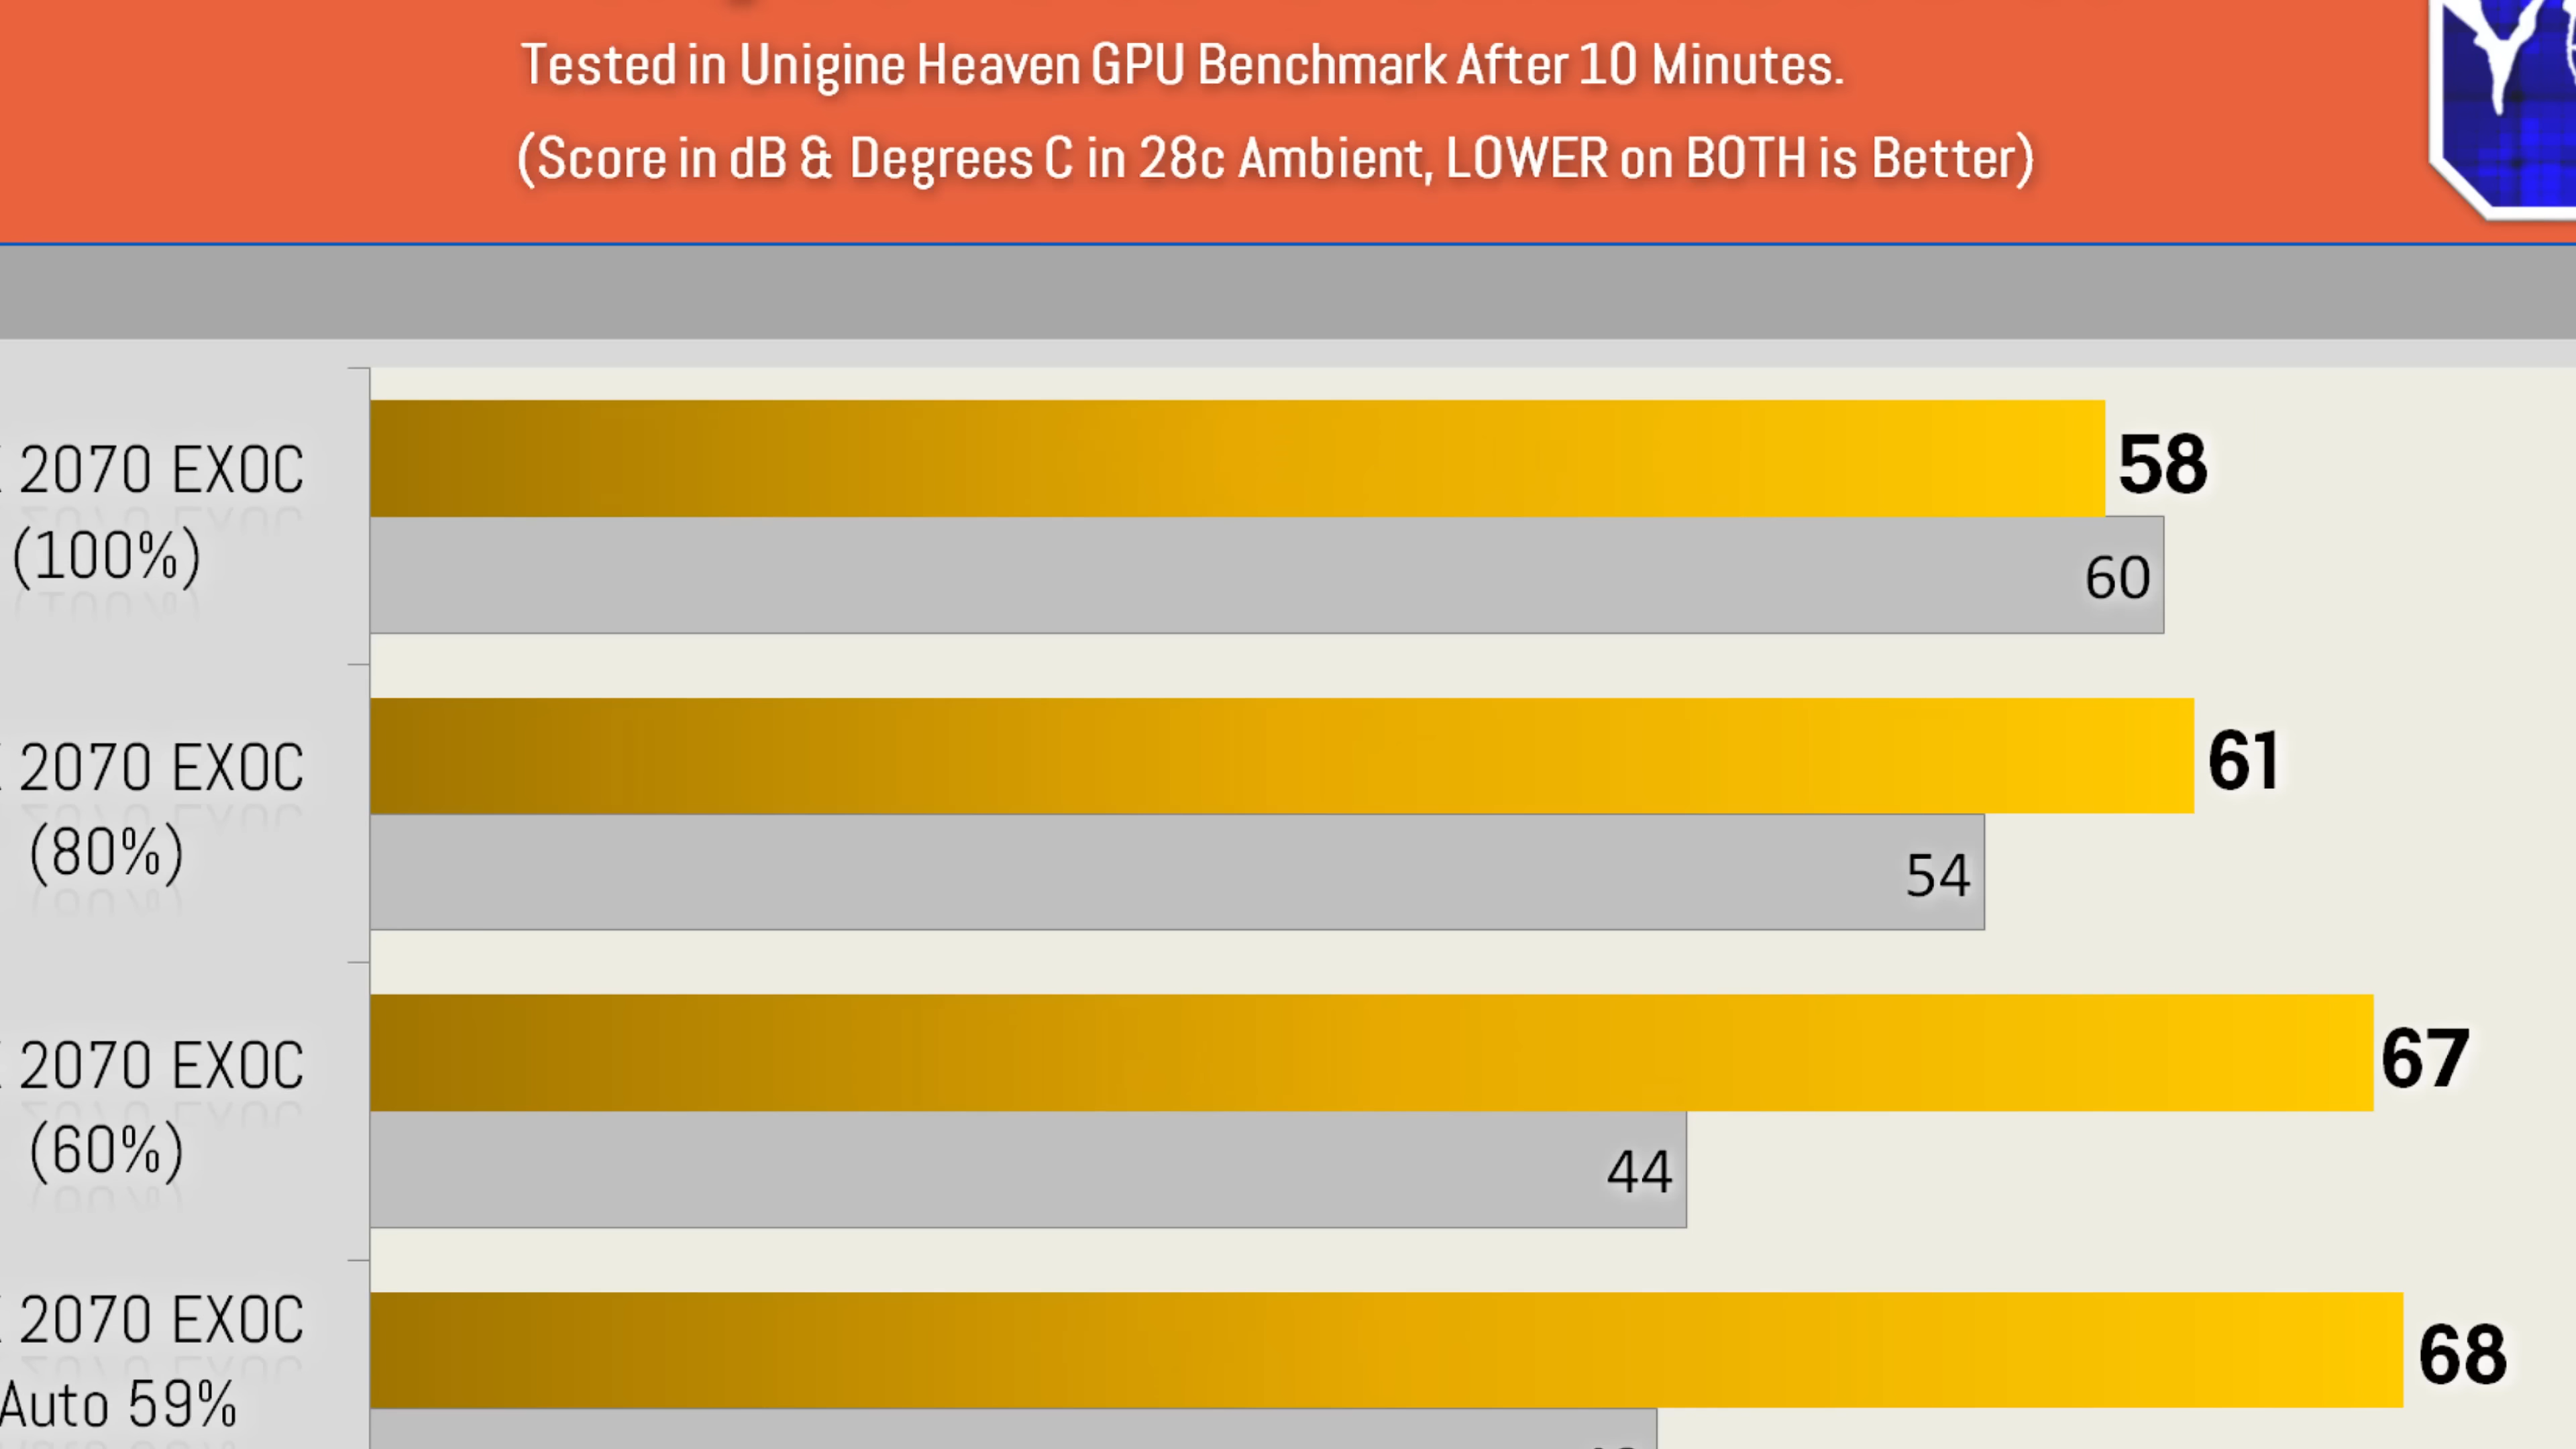 Tested in Unigine Heaven GPU Benchmark After 10 Minutes.
(Score in dB & Degrees C in 28c Ambient, LOWER on BOTH is Better)
2070 EXOC
(100%)
58
60
2070 EXOC
(80%)
61
54
2070 EXOC
(60%)
67
44
2070 EXOC
Auto 59%
68